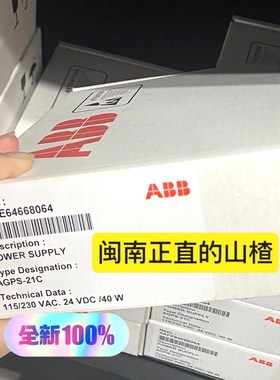 ABB
ABB
E64668064
escription :
OWER SUPPLY
ype Designation :
AGPS-21C
Technical Data :
115/230 VAC. 24 VDC /40 W
闽南正直的山楂
全新100%